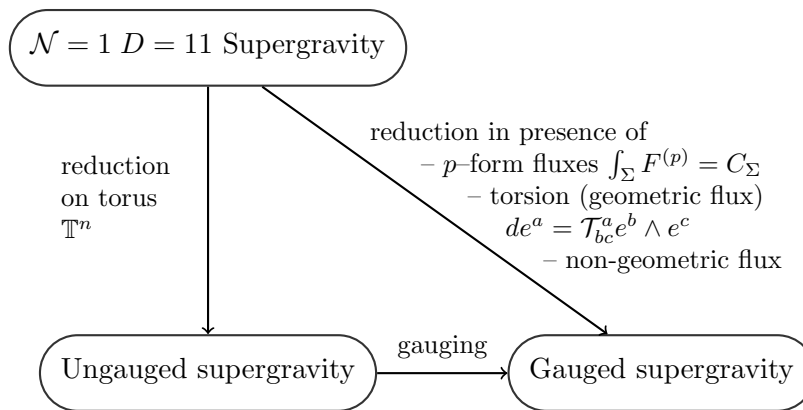 𝒩 = 1 D = 11 Supergravity
reduction
on torus
𝕋ⁿ
reduction in presence of
– p–form fluxes ∫_Σ F^(p) = C_Σ
– torsion (geometric flux)
de^a = 𝒯^a_bc e^b ∧ e^c
– non-geometric flux
Ungauged supergravity
gauging
Gauged supergravity